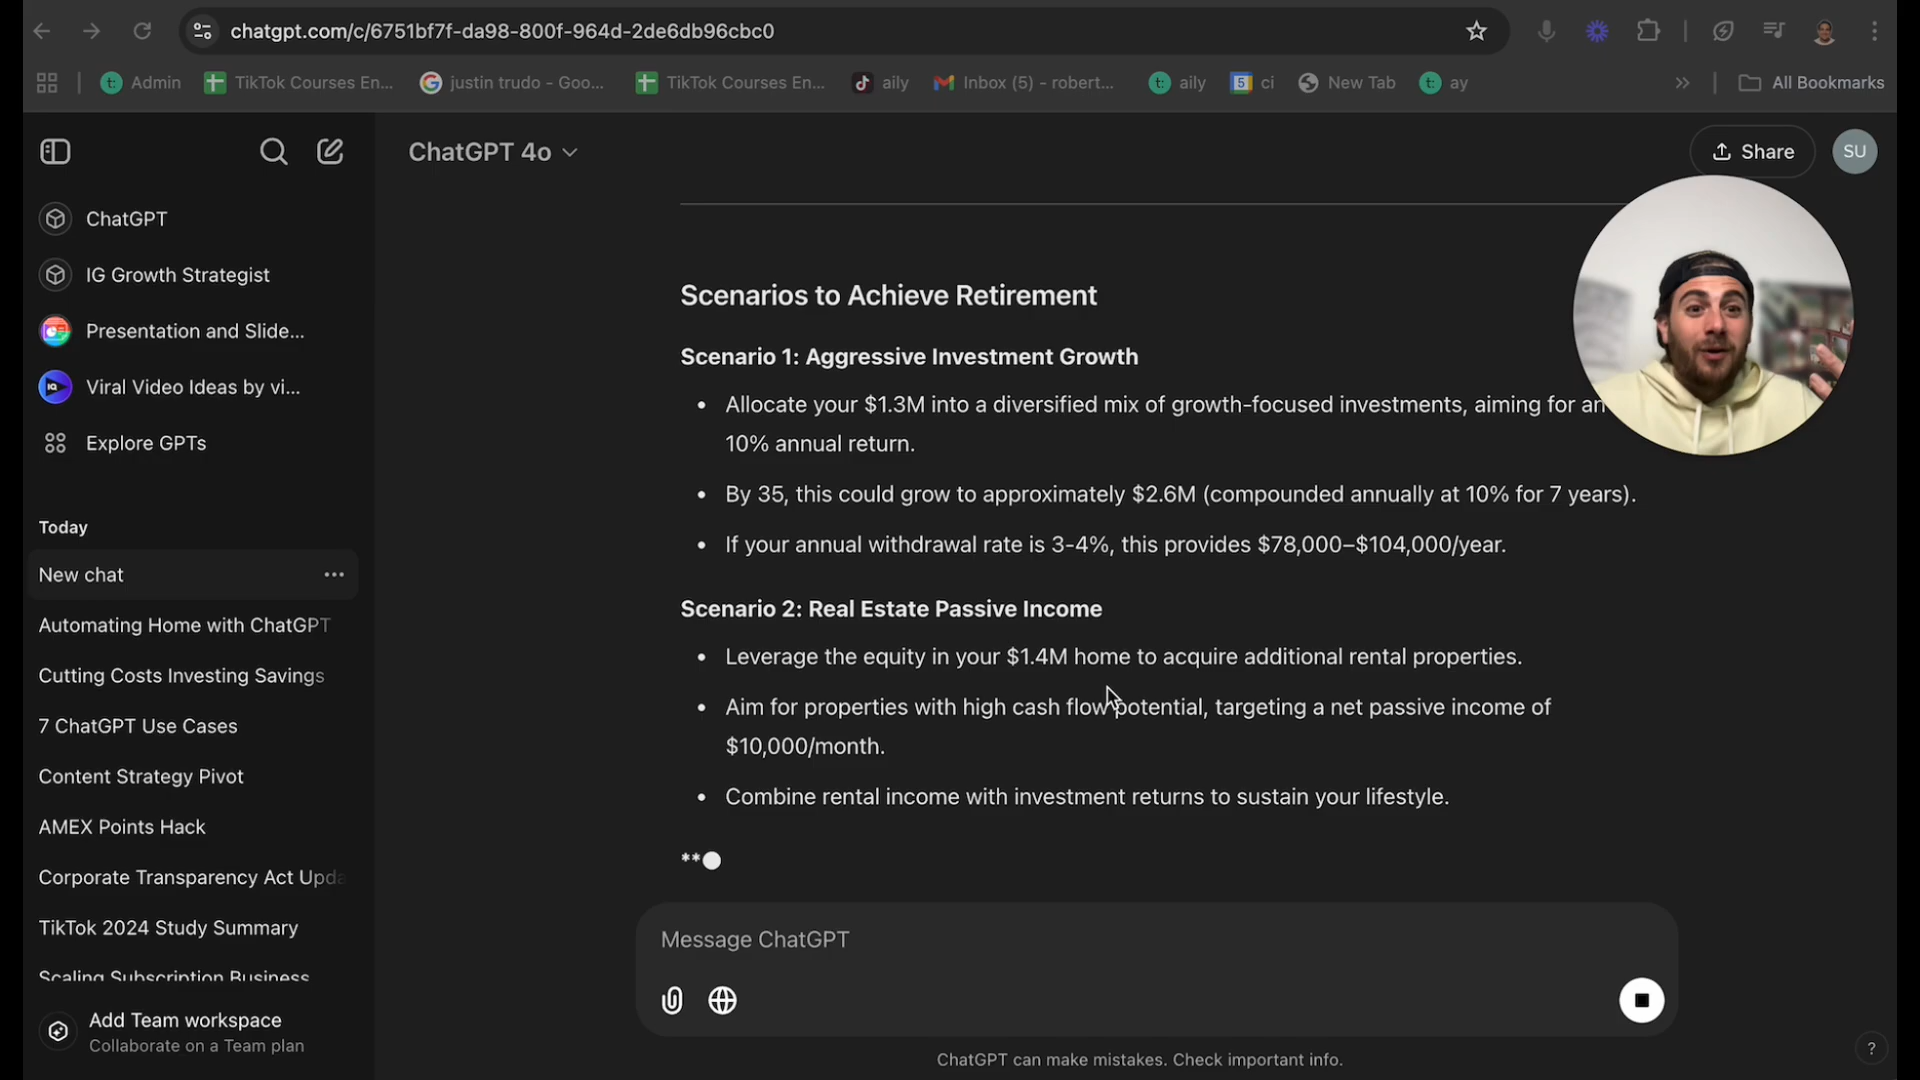 chatgpt.com/c/6751bf7f-da98-800f-964d-2de6db96cbc0
Admin
TikTok Courses En...
justin trudo - Goo...
TikTok Courses En...
aily
Inbox (5) - robert...
aily
5 ci
New Tab
ay
All Bookmarks
ChatGPT 4o
Share
SU
ChatGPT
IG Growth Strategist
Presentation and Slide...
Viral Video Ideas by vi...
Explore GPTs
Today
New chat
Automating Home with ChatGPT
Cutting Costs Investing Savings
7 ChatGPT Use Cases
Content Strategy Pivot
AMEX Points Hack
Corporate Transparency Act Upda
TikTok 2024 Study Summary
Scaling Subscription Business
Add Team workspace
Collaborate on a Team plan
Scenarios to Achieve Retirement
Scenario 1: Aggressive Investment Growth
• Allocate your $1.3M into a diversified mix of growth-focused investments, aiming for an
10% annual return.
• By 35, this could grow to approximately $2.6M (compounded annually at 10% for 7 years).
• If your annual withdrawal rate is 3-4%, this provides $78,000–$104,000/year.
Scenario 2: Real Estate Passive Income
• Leverage the equity in your $1.4M home to acquire additional rental properties.
• Aim for properties with high cash flow potential, targeting a net passive income of
$10,000/month.
• Combine rental income with investment returns to sustain your lifestyle.
**
Message ChatGPT
ChatGPT can make mistakes. Check important info.
?